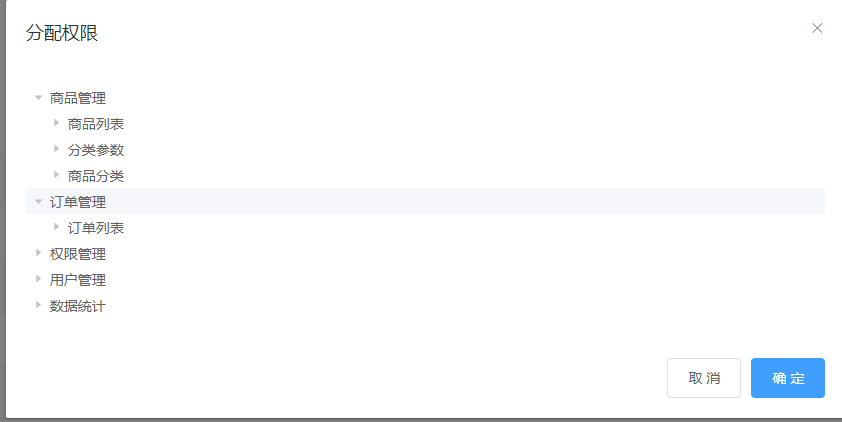 分配权限
商品管理
商品列表
分类参数
商品分类
订单管理
订单列表
权限管理
用户管理
数据统计
取 消 确 定